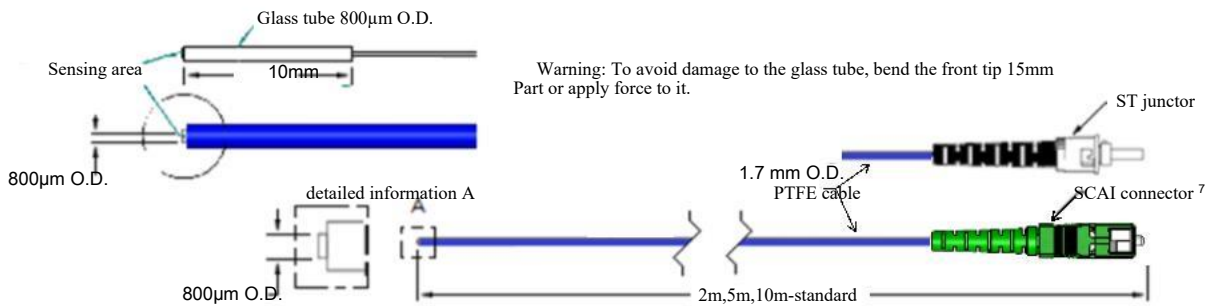 Glass tube 800µm O.D.
Sensing area
10mm
Warning: To avoid damage to the glass tube, bend the front tip 15mm
Part or apply force to it.
ST junctor
800µm O.D.
1.7 mm O.D.
PTFE cable
detailed information A
SCAI connector 7
A
800µm O.D.
2m,5m,10m-standard